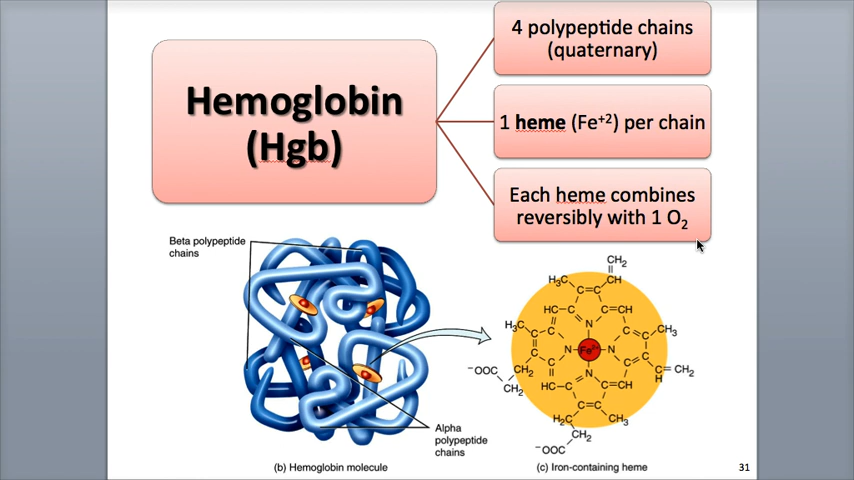 Hemoglobin
(Hgb)
4 polypeptide chains
(quaternary)
1 heme (Fe+2) per chain
Each heme combines
reversibly with 1 O2
Beta polypeptide
chains
Alpha
polypeptide
chains
(b) Hemoglobin molecule
CH2
H3C
CH
C C
HC C C CH
N
H3C
C C
C N Fe2+ N C
C C
CH3
C CH2
H
N
HC C C CH
C C
CH2
CH2
−OOC
H2C
CH3
CH2
−OOC
(c) Iron-containing heme
31